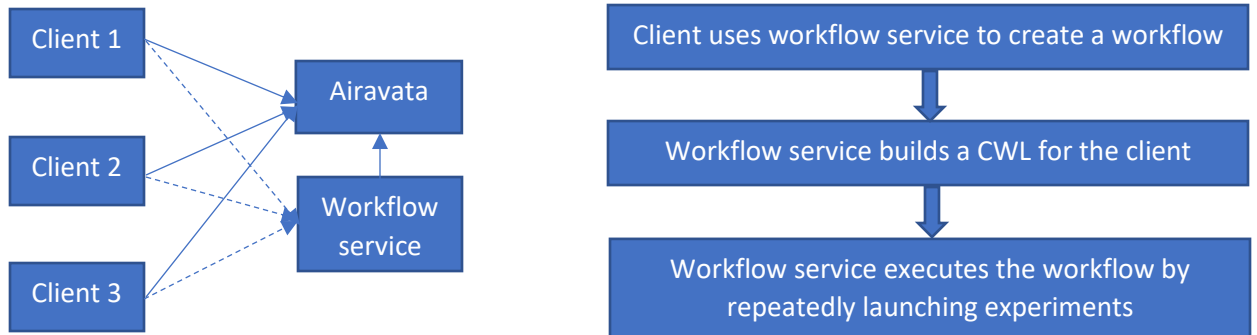 Client 1
Client 2
Client 3
Airavata
Workflow
service
Client uses workflow service to create a workflow
Workflow service builds a CWL for the client
Workflow service executes the workflow by
repeatedly launching experiments